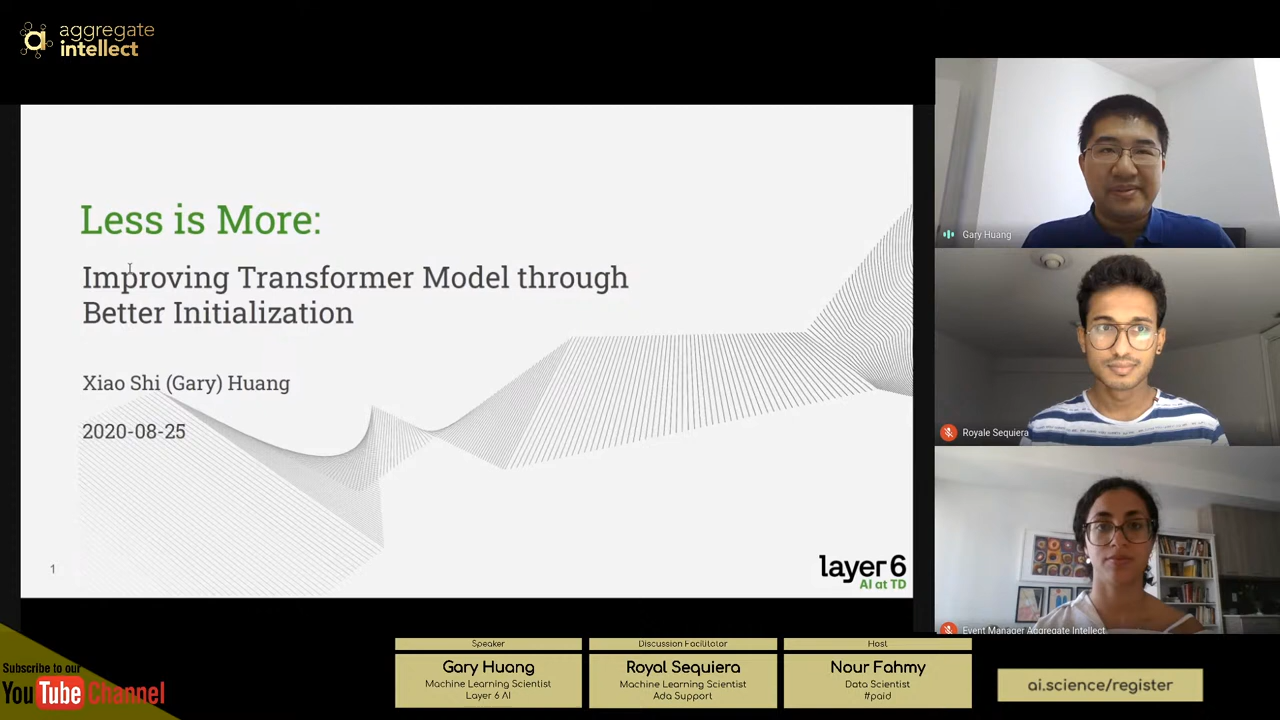 aggregate
intellect
Less is More:
Improving Transformer Model through
Better Initialization
Xiao Shi (Gary) Huang
2020-08-25
1
layer 6
AI at TD
Gary Huang
Royale Sequiera
Event Manager Aggregate Intellect
Subscribe to our
YouTube Channel
Speaker
Gary Huang
Machine Learning Scientist
Layer 6 AI
Discussion Facilitator
Royal Sequiera
Machine Learning Scientist
Ada Support
Host
Nour Fahmy
Data Scientist
#paid
ai.science/register